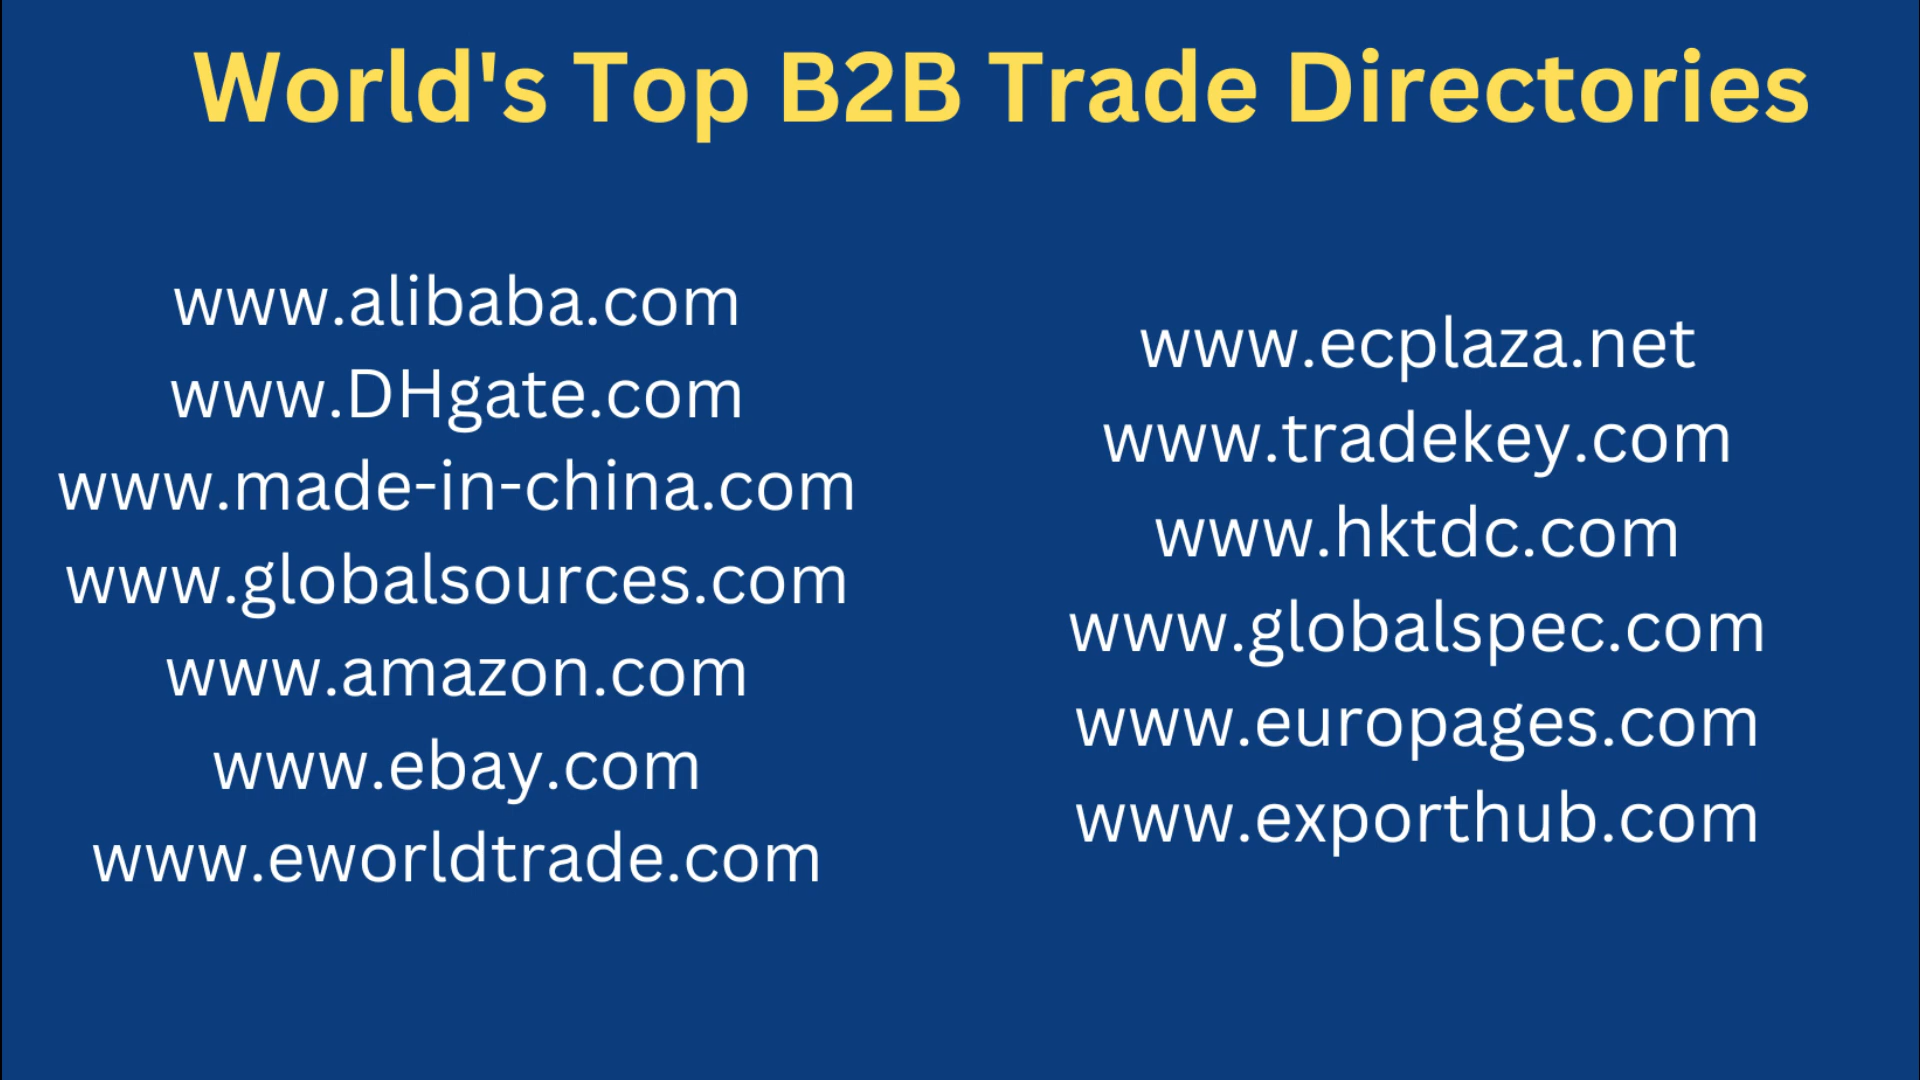 World's Top B2B Trade Directories
www.alibaba.com
www.DHgate.com
www.made-in-china.com
www.globalsources.com
www.amazon.com
www.ebay.com
www.eworldtrade.com
www.ecplaza.net
www.tradekey.com
www.hktdc.com
www.globalspec.com
www.europages.com
www.exporthub.com